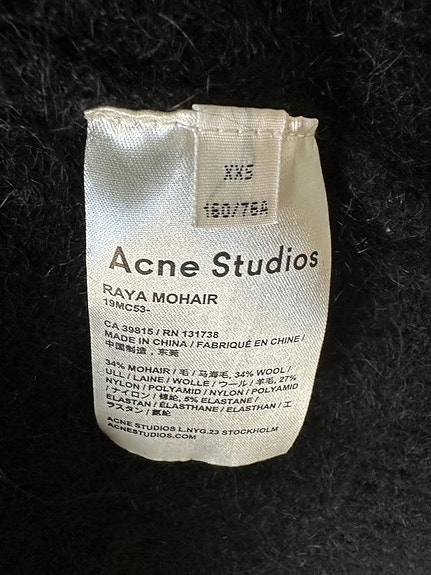 XXS
160/76A
Acne Studios
RAYA MOHAIR
19MC53-
CA 39815 / RN 131738
MADE IN CHINA / FABRIQUÉ EN CHINE /
中国制造，东莞
34% MOHAIR / 毛 / 马海毛, 34% WOOL /
ULL / LAINE / WOLLE / ウール / 羊毛, 27%
NYLON / POLYAMID / NYLON / POLYAMID
/ ナイロン / 锦纶, 5% ELASTANE /
ELASTAN / ÉLASTHANE / ELASTHAN / エ
ラスタン / 氨纶
ACNE STUDIOS L.NYG.23 STOCKHOLM
ACNESTUDIOS.COM